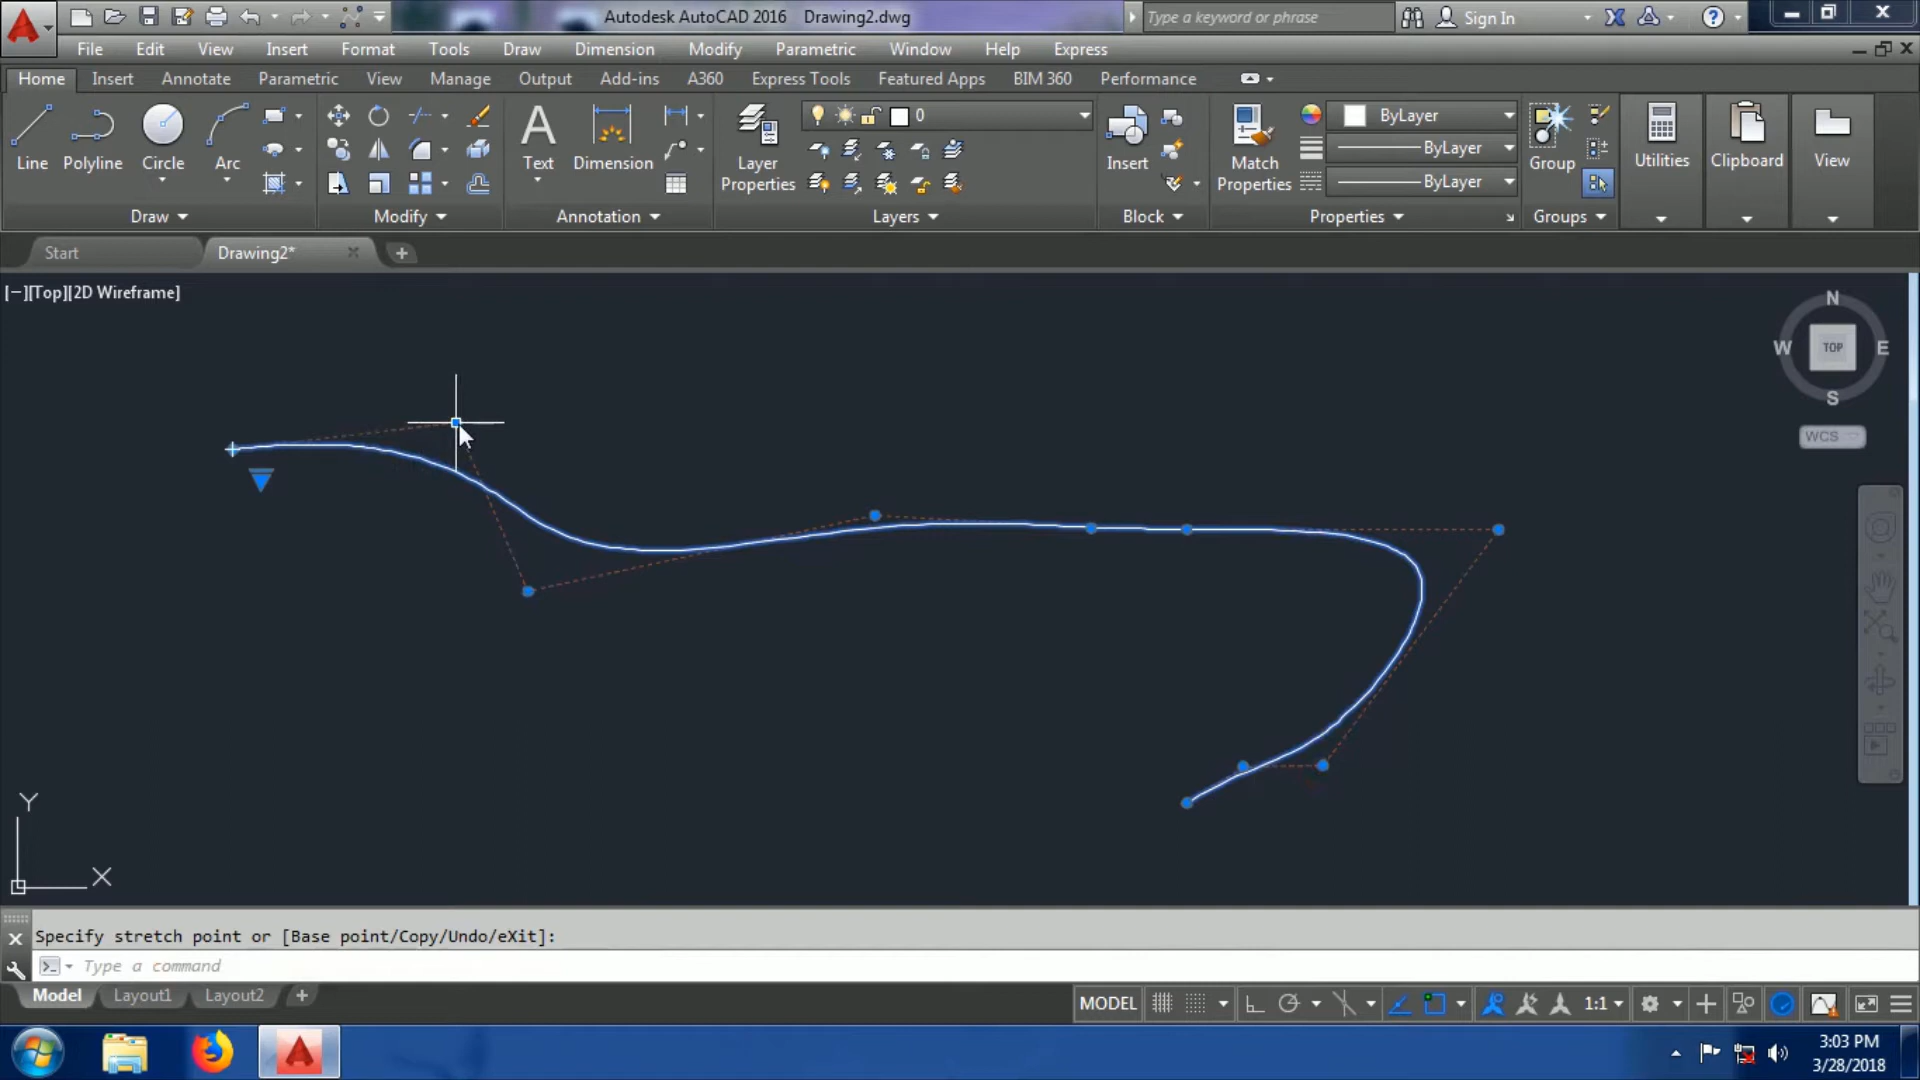 Autodesk AutoCAD 2016 Drawing2.dwg
Type a keyword or phrase
Sign In
File Edit View Insert Format Tools Draw Dimension Modify Parametric Window Help Express
Home Insert Annotate Parametric View Manage Output Add-ins A360 Express Tools Featured Apps BIM 360 Performance
0
ByLayer
ByLayer
ByLayer
Line Polyline Circle Arc
Text Dimension
Layer Properties
Insert
Match Properties
Group
Utilities
Clipboard
View
Draw
Modify
Annotation
Layers
Block
Properties
Groups
Start
Drawing2*
[−][Top][2D Wireframe]
N
W TOP E
S
WCS
Y
X
Specify stretch point or [Base point/Copy/Undo/eXit]:
Type a command
Model Layout1 Layout2
MODEL
1:1
3:03 PM
3/28/2018